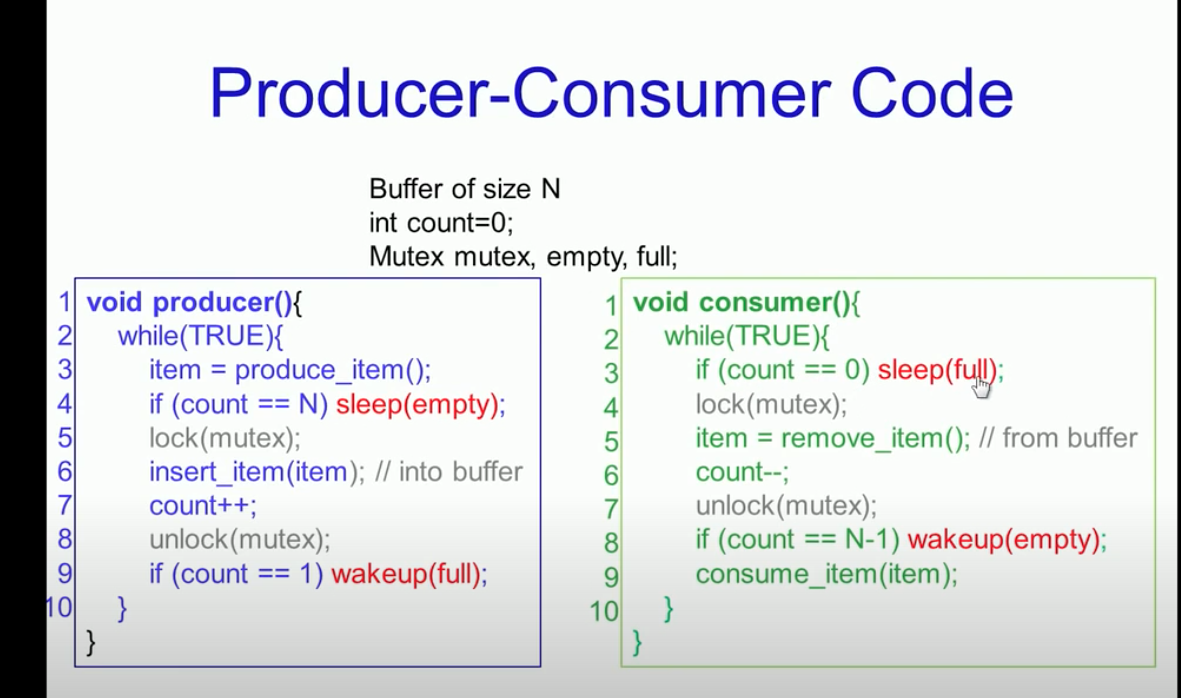 Producer-Consumer Code
Buffer of size N
int count=0;
Mutex mutex, empty, full;
1 void producer(){
2 while(TRUE){
3 item = produce_item();
4 if (count == N) sleep(empty);
5 lock(mutex);
6 insert_item(item); // into buffer
7 count++;
8 unlock(mutex);
9 if (count == 1) wakeup(full);
10 }
}
1 void consumer(){
2 while(TRUE){
3 if (count == 0) sleep(full);
4 lock(mutex);
5 item = remove_item(); // from buffer
6 count--;
7 unlock(mutex);
8 if (count == N-1) wakeup(empty);
9 consume_item(item);
10 }
}